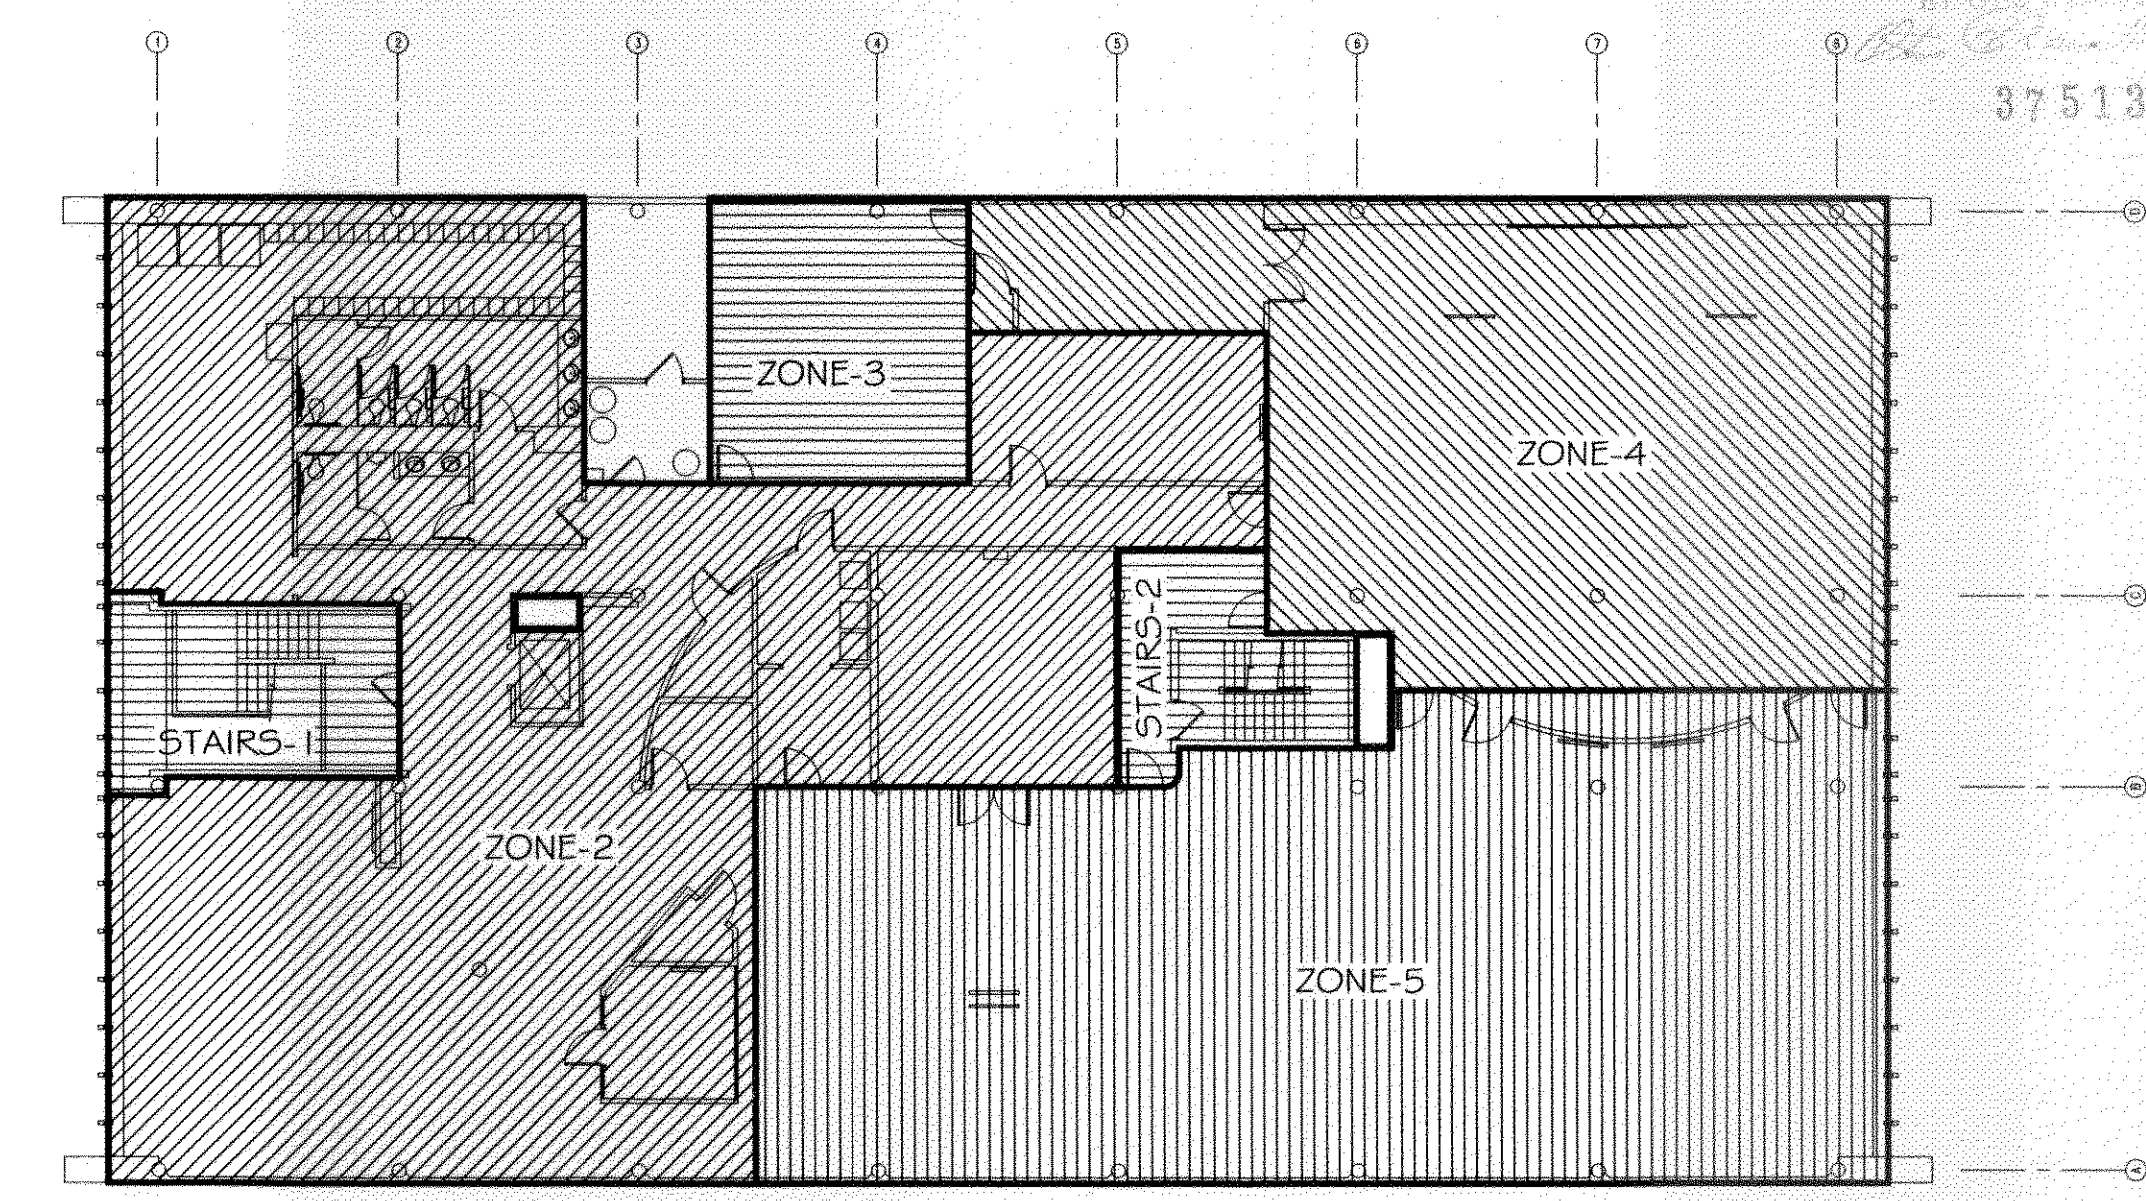 1 2 3 4 5 6 7 8
37513
D
ZONE-3
ZONE-4
C
STAIRS-2
STAIRS-1
B
ZONE-2
ZONE-5
A